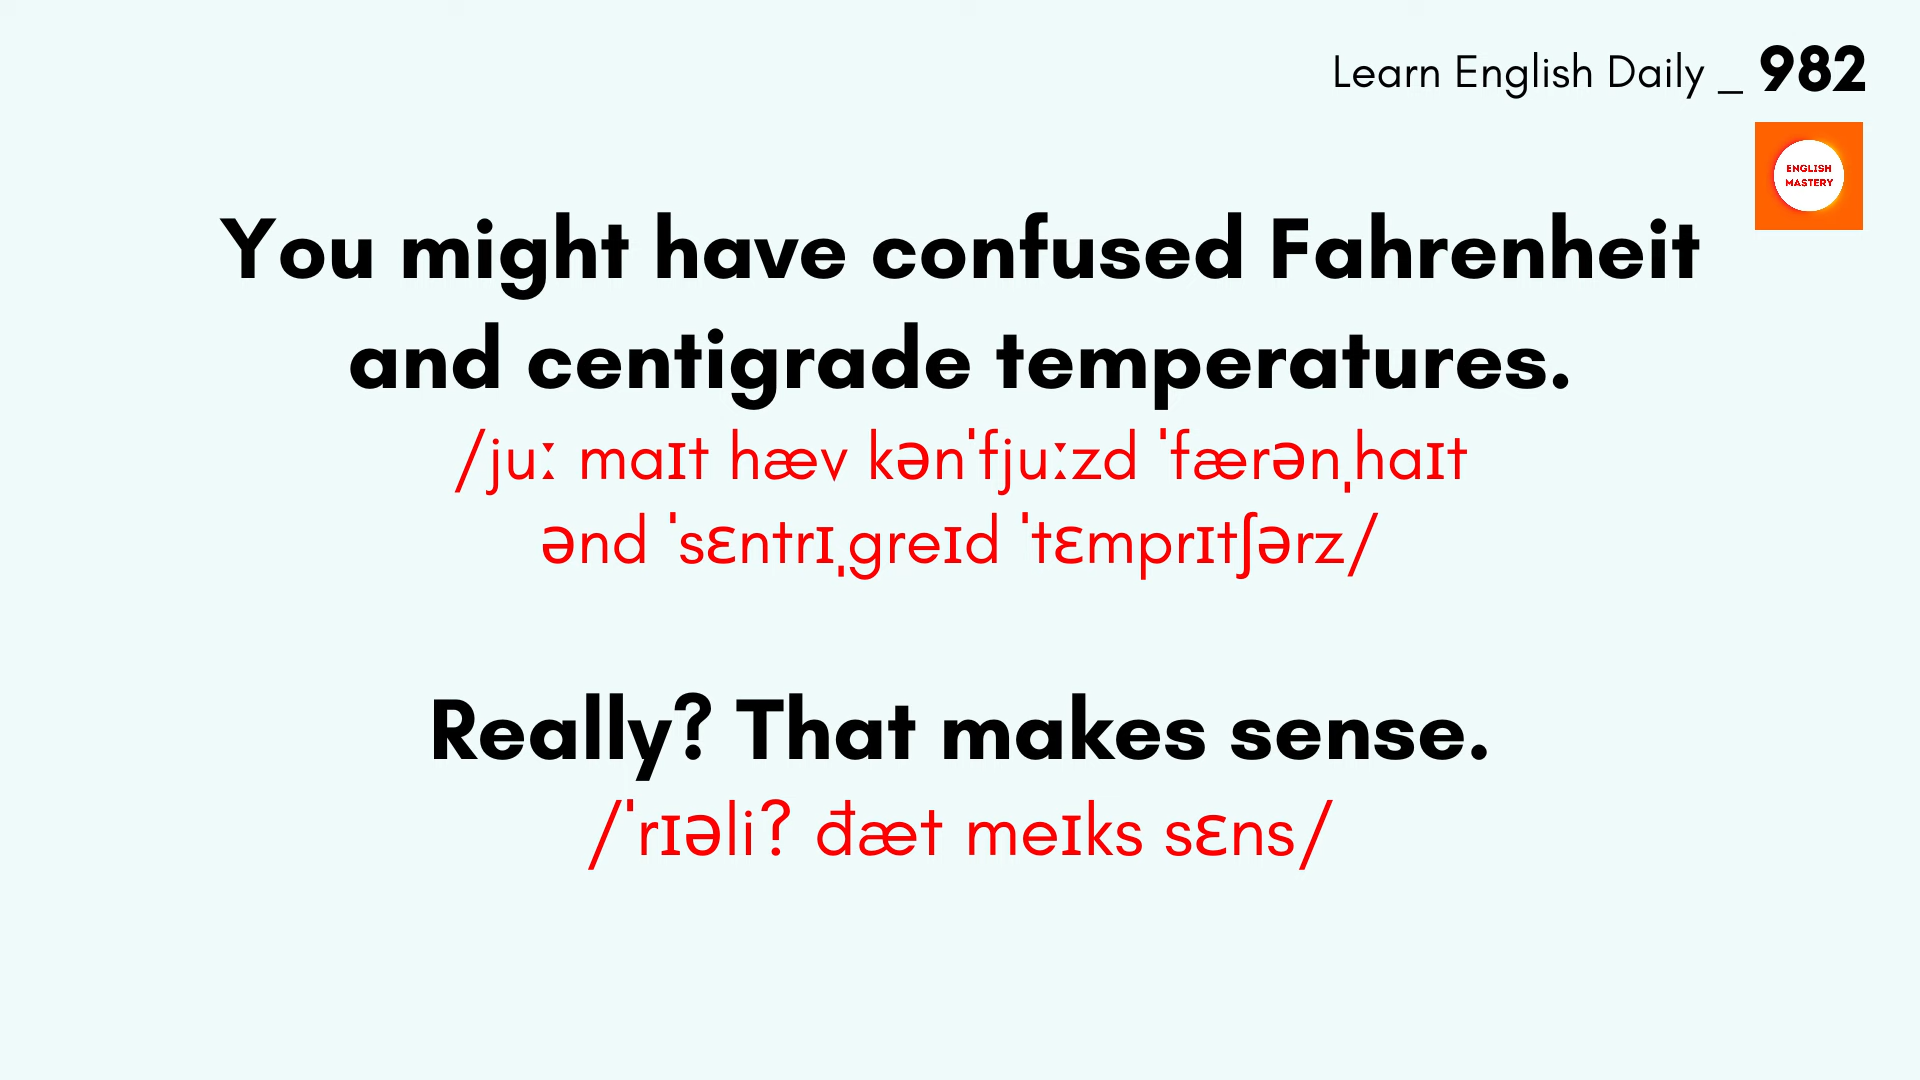 Learn English Daily _ 982
ENGLISH
MASTERY
You might have confused Fahrenheit
and centigrade temperatures.
/juː maɪt hæv kənˈfjuːzd ˈfærənˌhaɪt
ənd ˈsɛntrɪˌgreɪd ˈtɛmprɪtʃərz/
Really? That makes sense.
/ˈrɪəli? đæt meɪks sɛns/